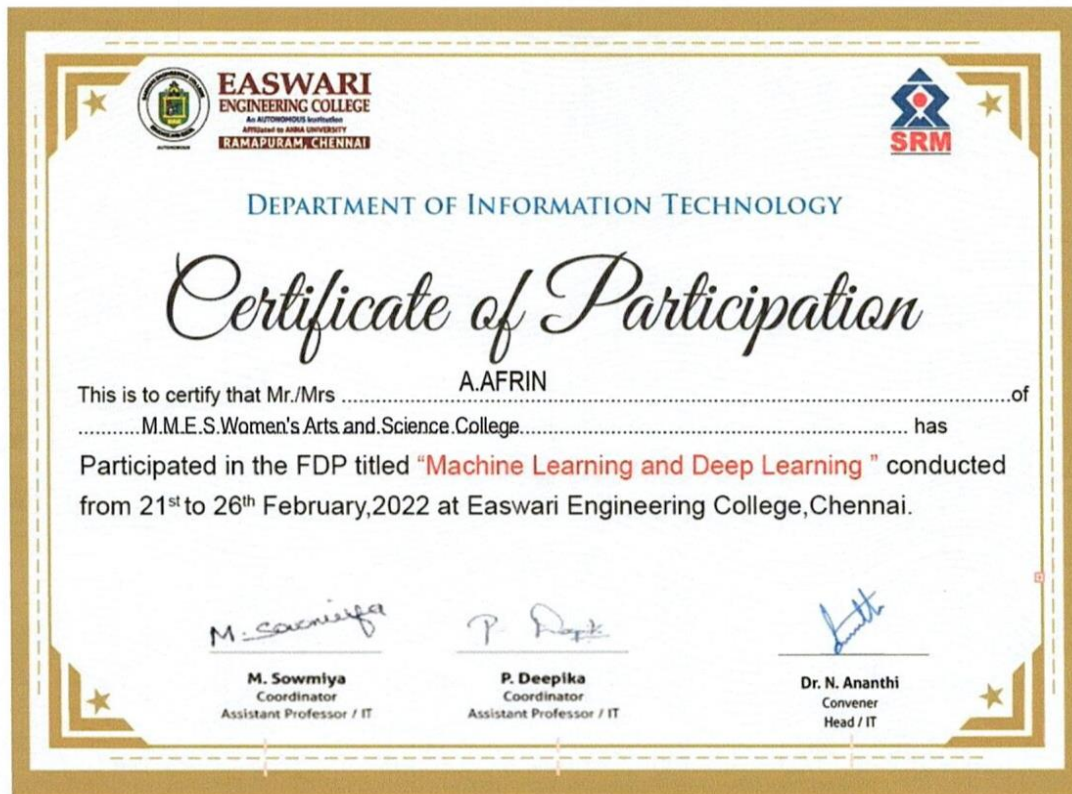 EASWARI
ENGINEERING COLLEGE
An AUTONOMOUS Institution
Affiliated to ANNA UNIVERSITY
RAMAPURAM, CHENNAI
AUTONOMOUS
SRM
DEPARTMENT OF INFORMATION TECHNOLOGY
Certificate of Participation
This is to certify that Mr./Mrs A.AFRIN of
M.M.E.S.Women's Arts and Science College has
Participated in the FDP titled “Machine Learning and Deep Learning ” conducted
from 21st to 26th February,2022 at Easwari Engineering College,Chennai.
M. Sowmiya
P. Deepika
M. Sowmiya
Coordinator
Assistant Professor / IT
P. Deepika
Coordinator
Assistant Professor / IT
Dr. N. Ananthi
Convener
Head / IT